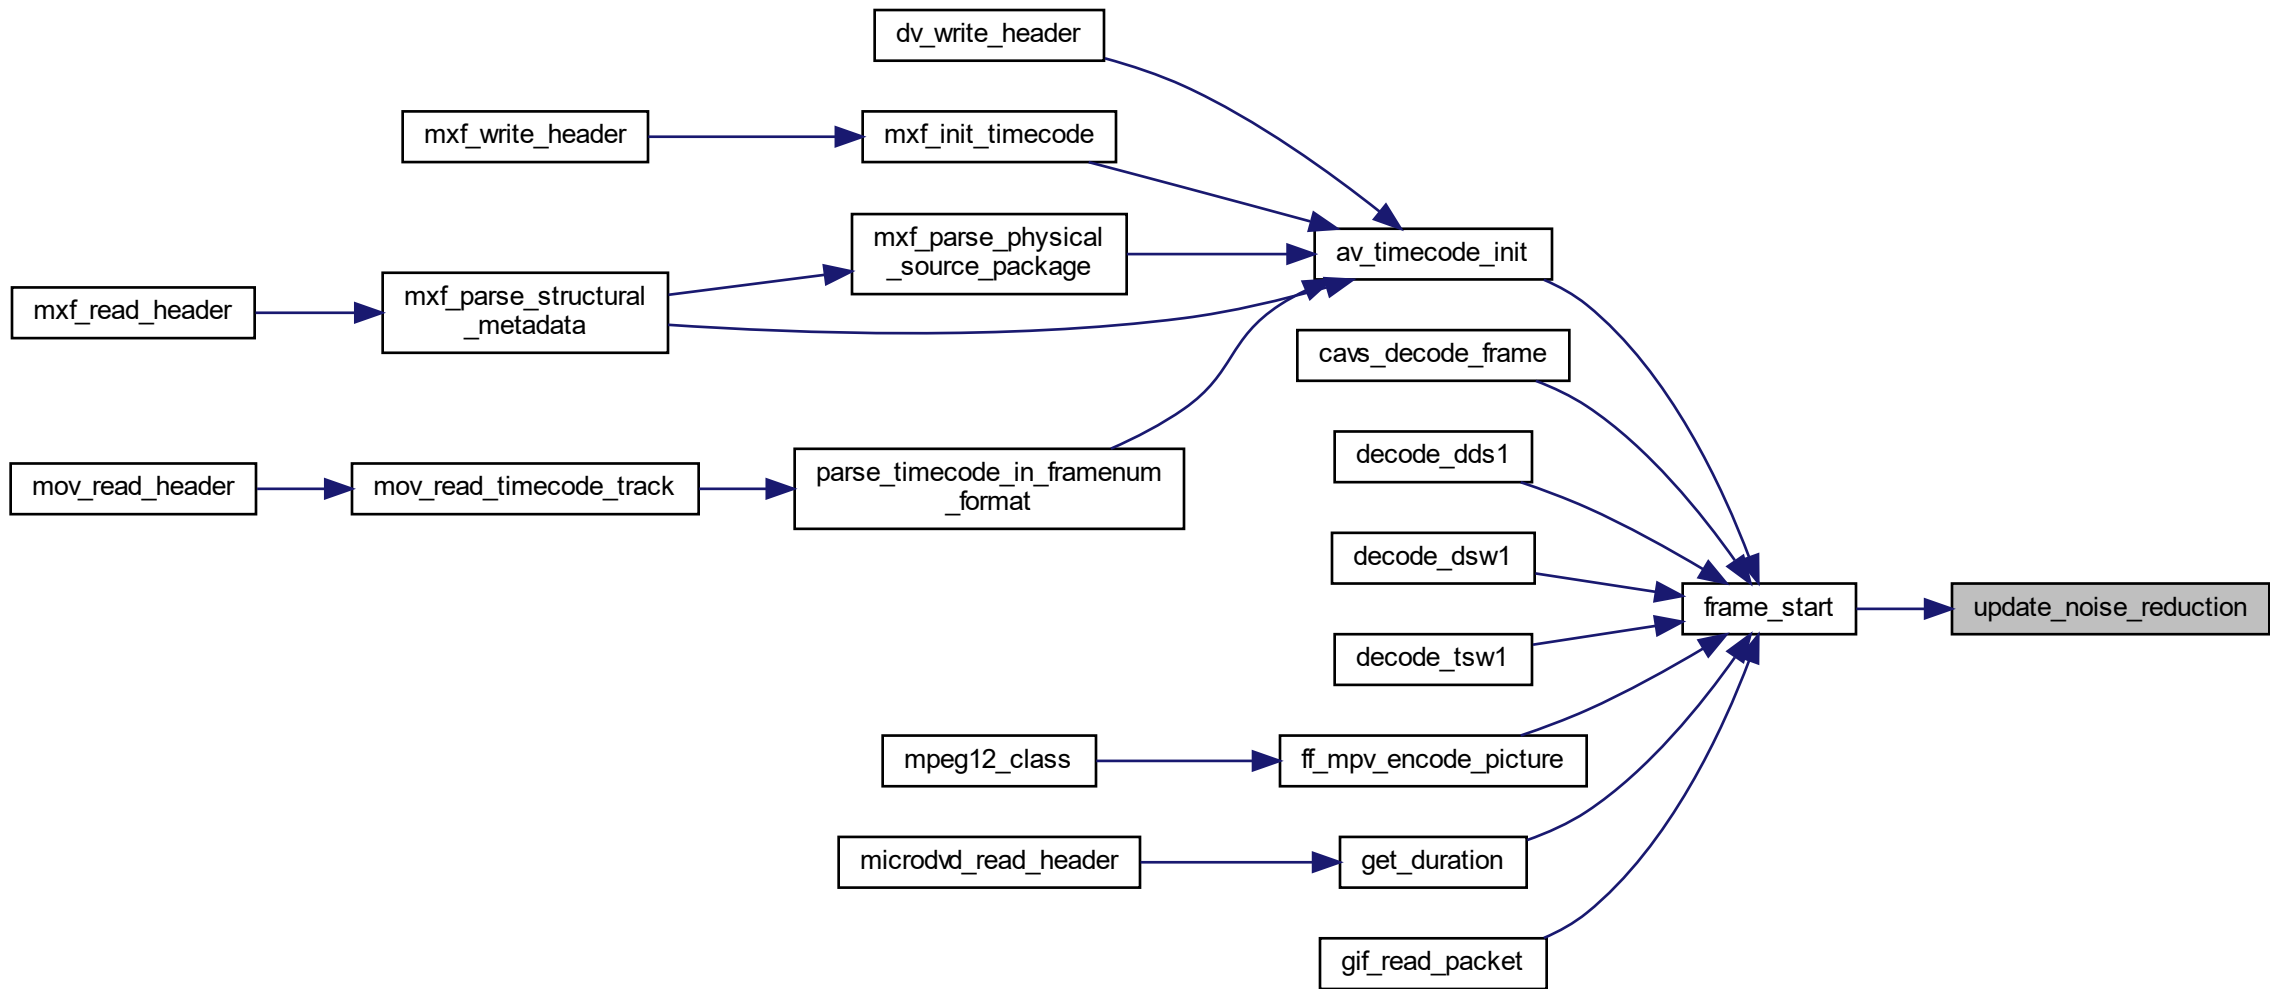 dv_write_header
mxf_write_header
mxf_init_timecode
mxf_parse_physical
_source_package
av_timecode_init
mxf_read_header
mxf_parse_structural
_metadata
cavs_decode_frame
decode_dds1
mov_read_header
mov_read_timecode_track
parse_timecode_in_framenum
_format
decode_dsw1
frame_start
update_noise_reduction
decode_tsw1
mpeg12_class
ff_mpv_encode_picture
microdvd_read_header
get_duration
gif_read_packet